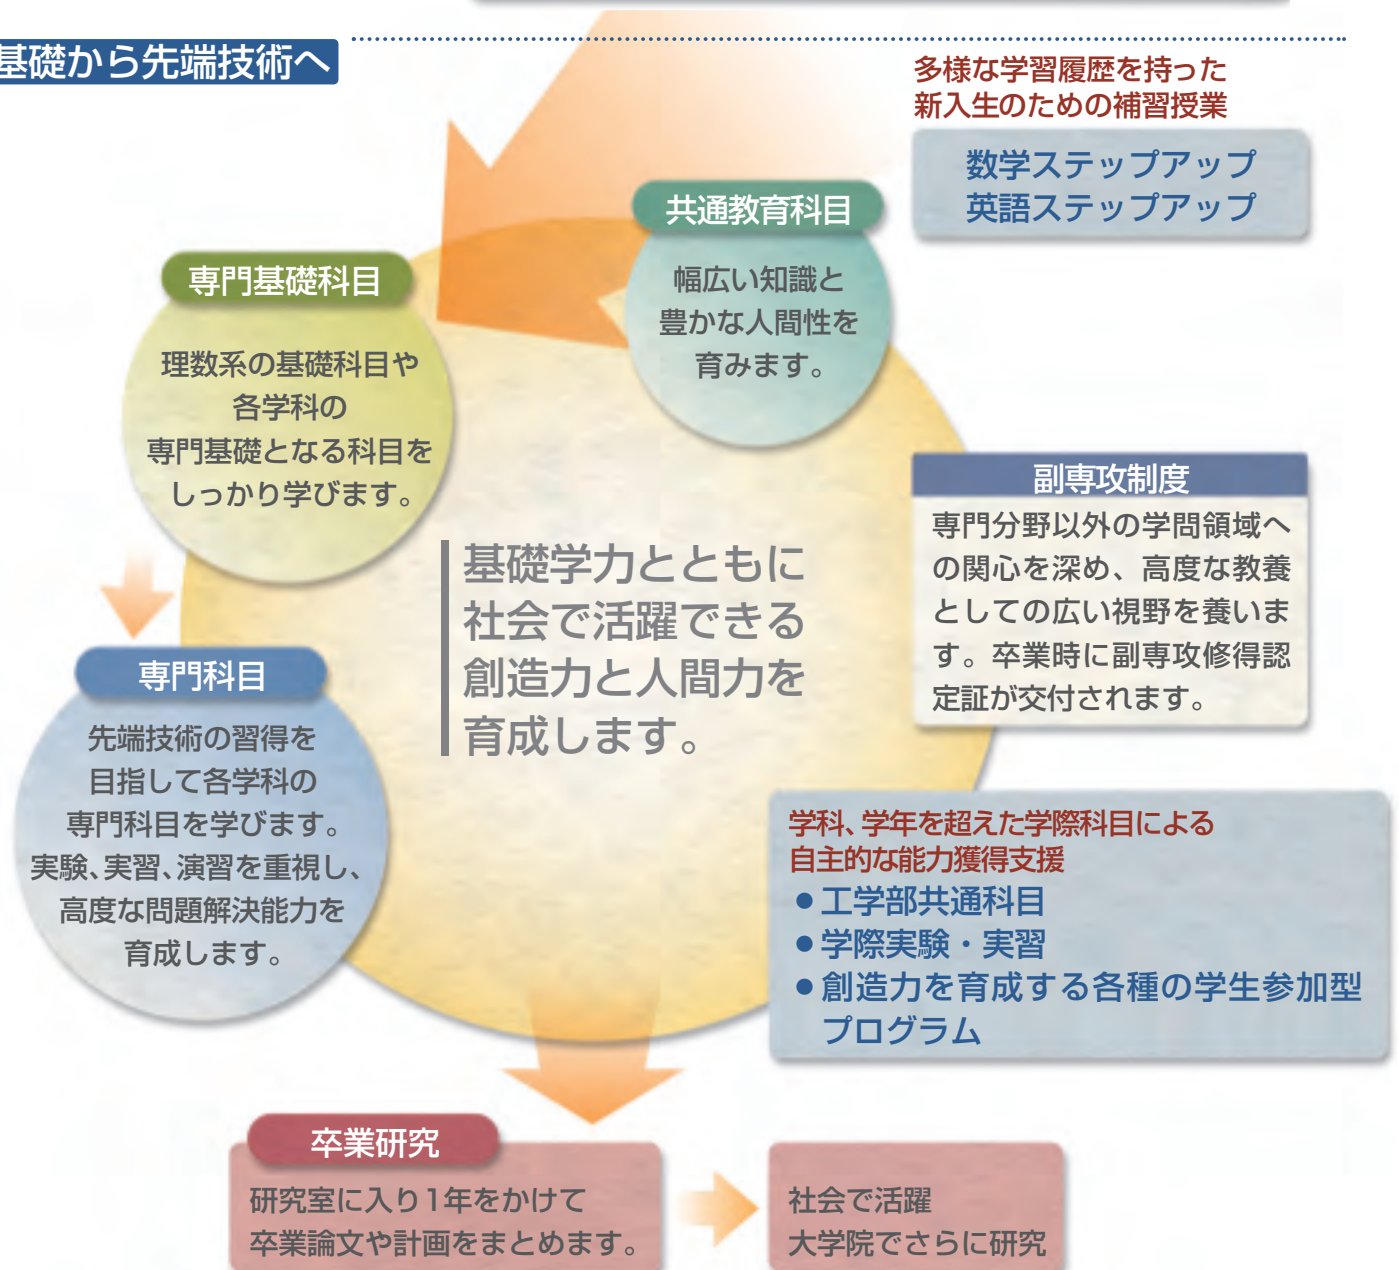 基礎から先端技術へ
多様な学習履歴を持った
新入生のための補習授業
数学ステップアップ
英語ステップアップ
共通教育科目
幅広い知識と
豊かな人間性を
育みます。
専門基礎科目
理数系の基礎科目や
各学科の
専門基礎となる科目を
しっかり学びます。
副専攻制度
専門分野以外の学問領域へ
の関心を深め、高度な教養
としての広い視野を養いま
す。卒業時に副専攻修得認
定証が交付されます。
基礎学力とともに
社会で活躍できる
創造力と人間力を
育成します。
専門科目
先端技術の習得を
目指して各学科の
専門科目を学びます。
実験、実習、演習を重視し、
高度な問題解決能力を
育成します。
学科、学年を超えた学際科目による
自主的な能力獲得支援
●工学部共通科目
●学際実験・実習
●創造力を育成する各種の学生参加型
プログラム
卒業研究
研究室に入り1年をかけて
卒業論文や計画をまとめます。
社会で活躍
大学院でさらに研究